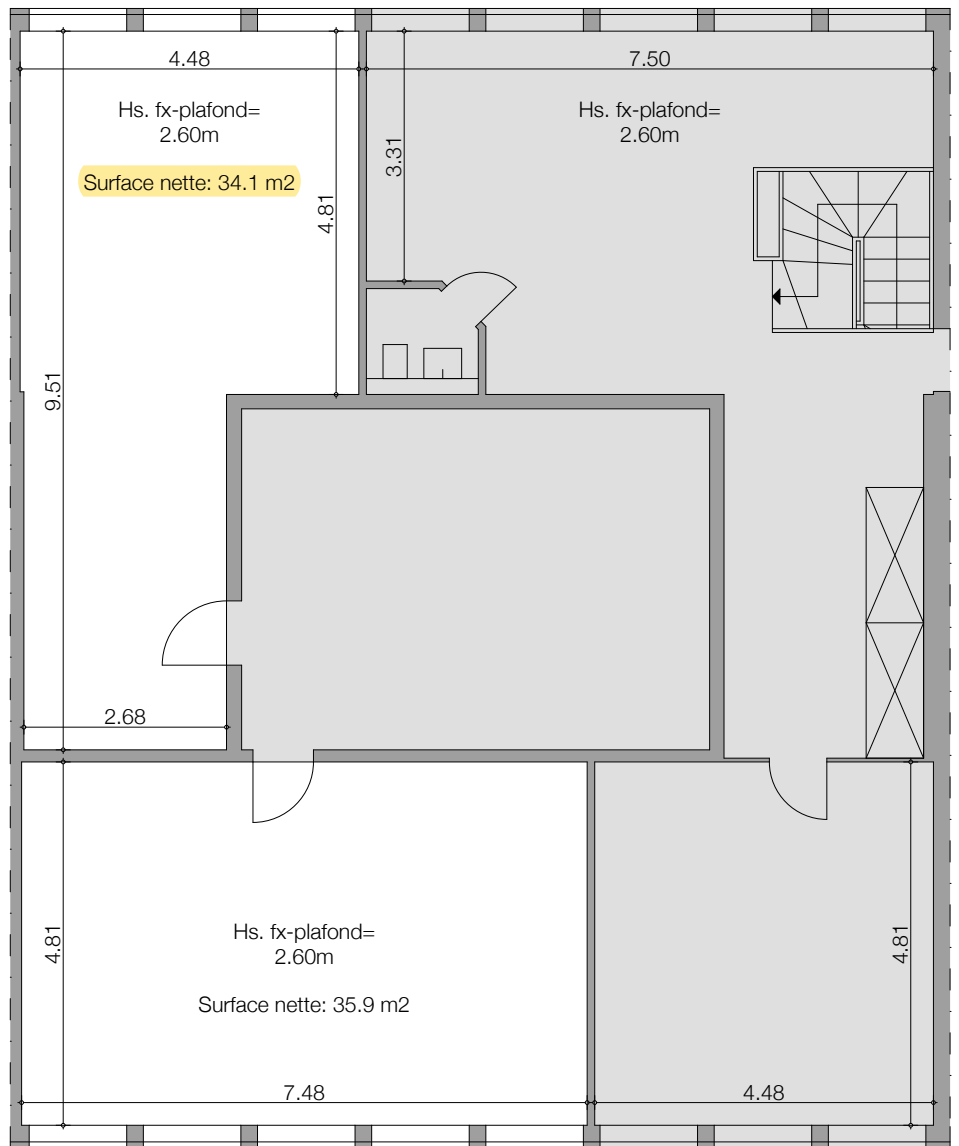 4.48
7.50
Hs. fx-plafond=
2.60m
Hs. fx-plafond=
2.60m
3.31
Surface nette: 34.1 m2
4.81
9.51
2.68
4.81
Hs. fx-plafond=
2.60m
4.81
Surface nette: 35.9 m2
7.48
4.48